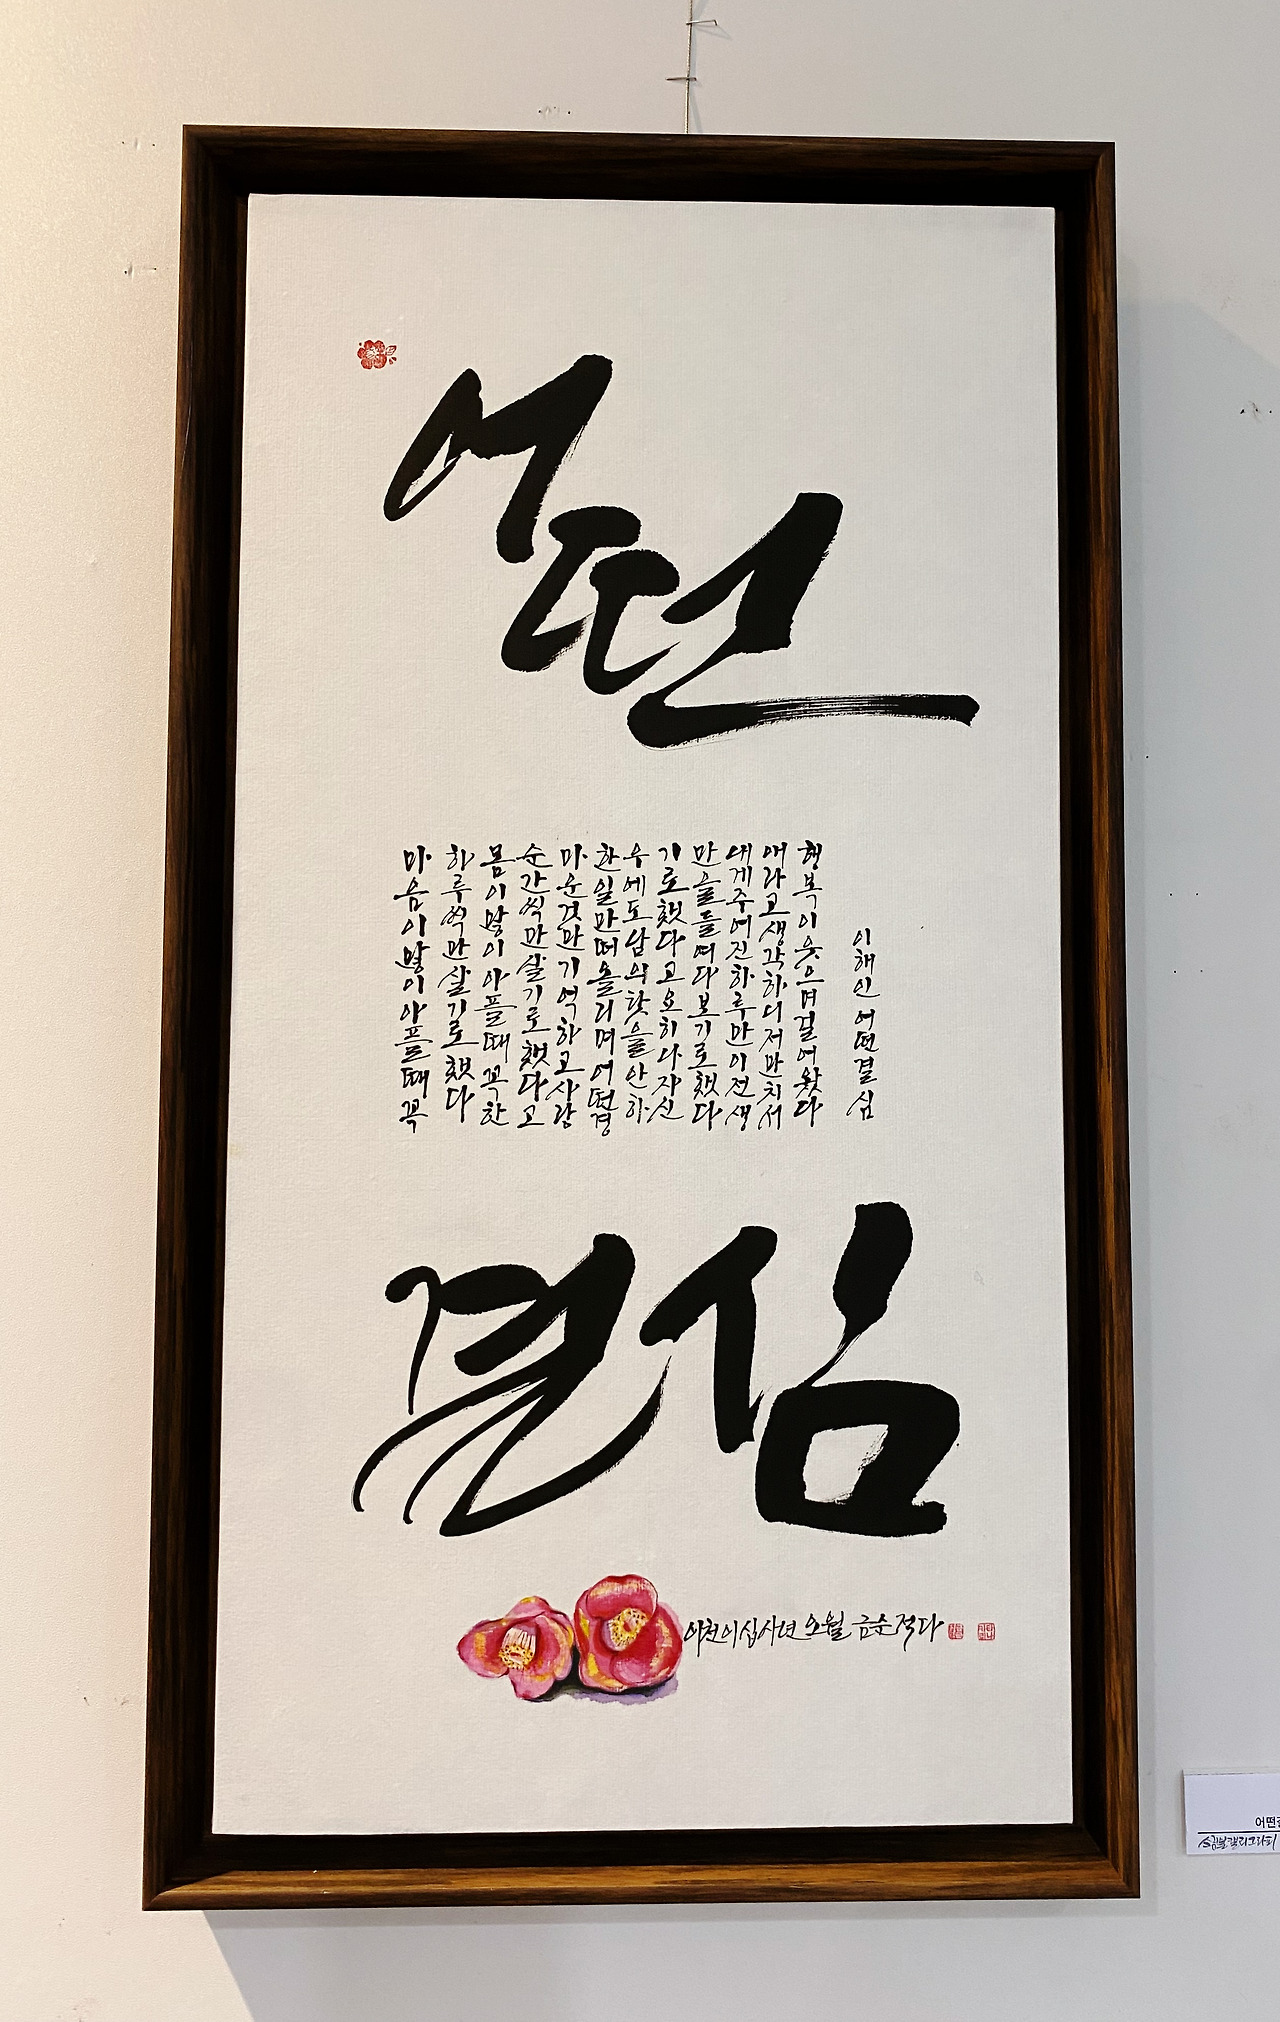 어떤
마음이많이아플때꼭
하루씩만살기로했다
몸이많이아플때꼭한
순간씩만살기로했다고
마운것만기억하고사랑
한일만떠올리며어떤경
우에도남의탓을안하
기로했다고요히나자신
만을들여다보기로했다
내게주어진하루만이전생
애라고생각하니저만치서
행복이웃으며걸어왔다
이해인어떤결심
결심
이천이십사년 오월 금순적다
어떤